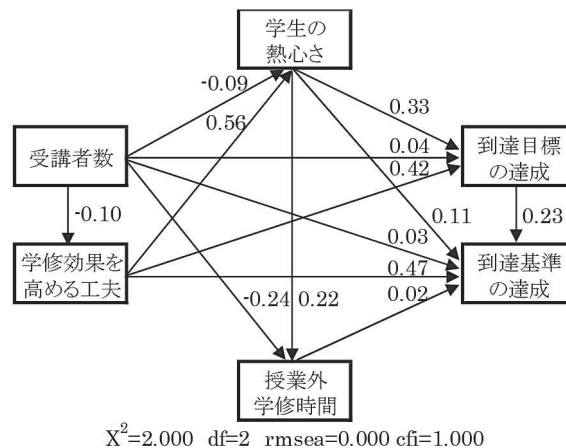 学生の
熱心さ
-0.09
0.33
0.56
受講者数
0.04
到達目標
の達成
0.42
-0.10
0.11
0.23
0.03
学修効果を
高める工夫
0.47
到達基準
の達成
-0.24
0.22
0.02
授業外
学修時間
X²=2.000 df=2 rmsea=0.000 cfi=1.000